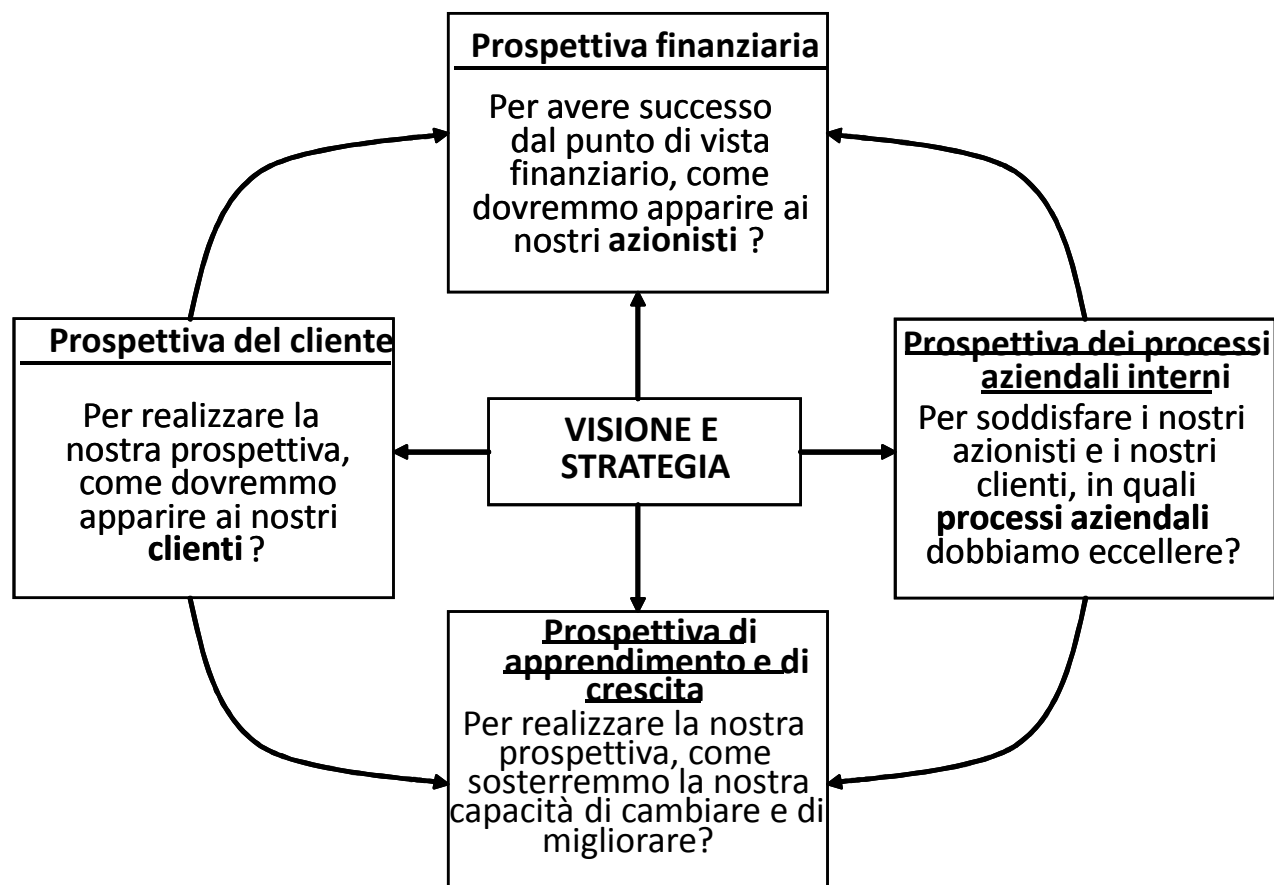 Prospettiva finanziaria
Per avere successo
dal punto di vista
finanziario, come
dovremmo apparire ai
nostri azionisti ?
Prospettiva del cliente
Per realizzare la
nostra prospettiva,
come dovremmo
apparire ai nostri
clienti ?
VISIONE E
STRATEGIA
Prospettiva dei processi
aziendali interni
Per soddisfare i nostri
azionisti e i nostri
clienti, in quali
processi aziendali
dobbiamo eccellere?
Prospettiva di
apprendimento e di
crescita
Per realizzare la nostra
prospettiva, come
sosterremmo la nostra
capacità di cambiare e di
migliorare?